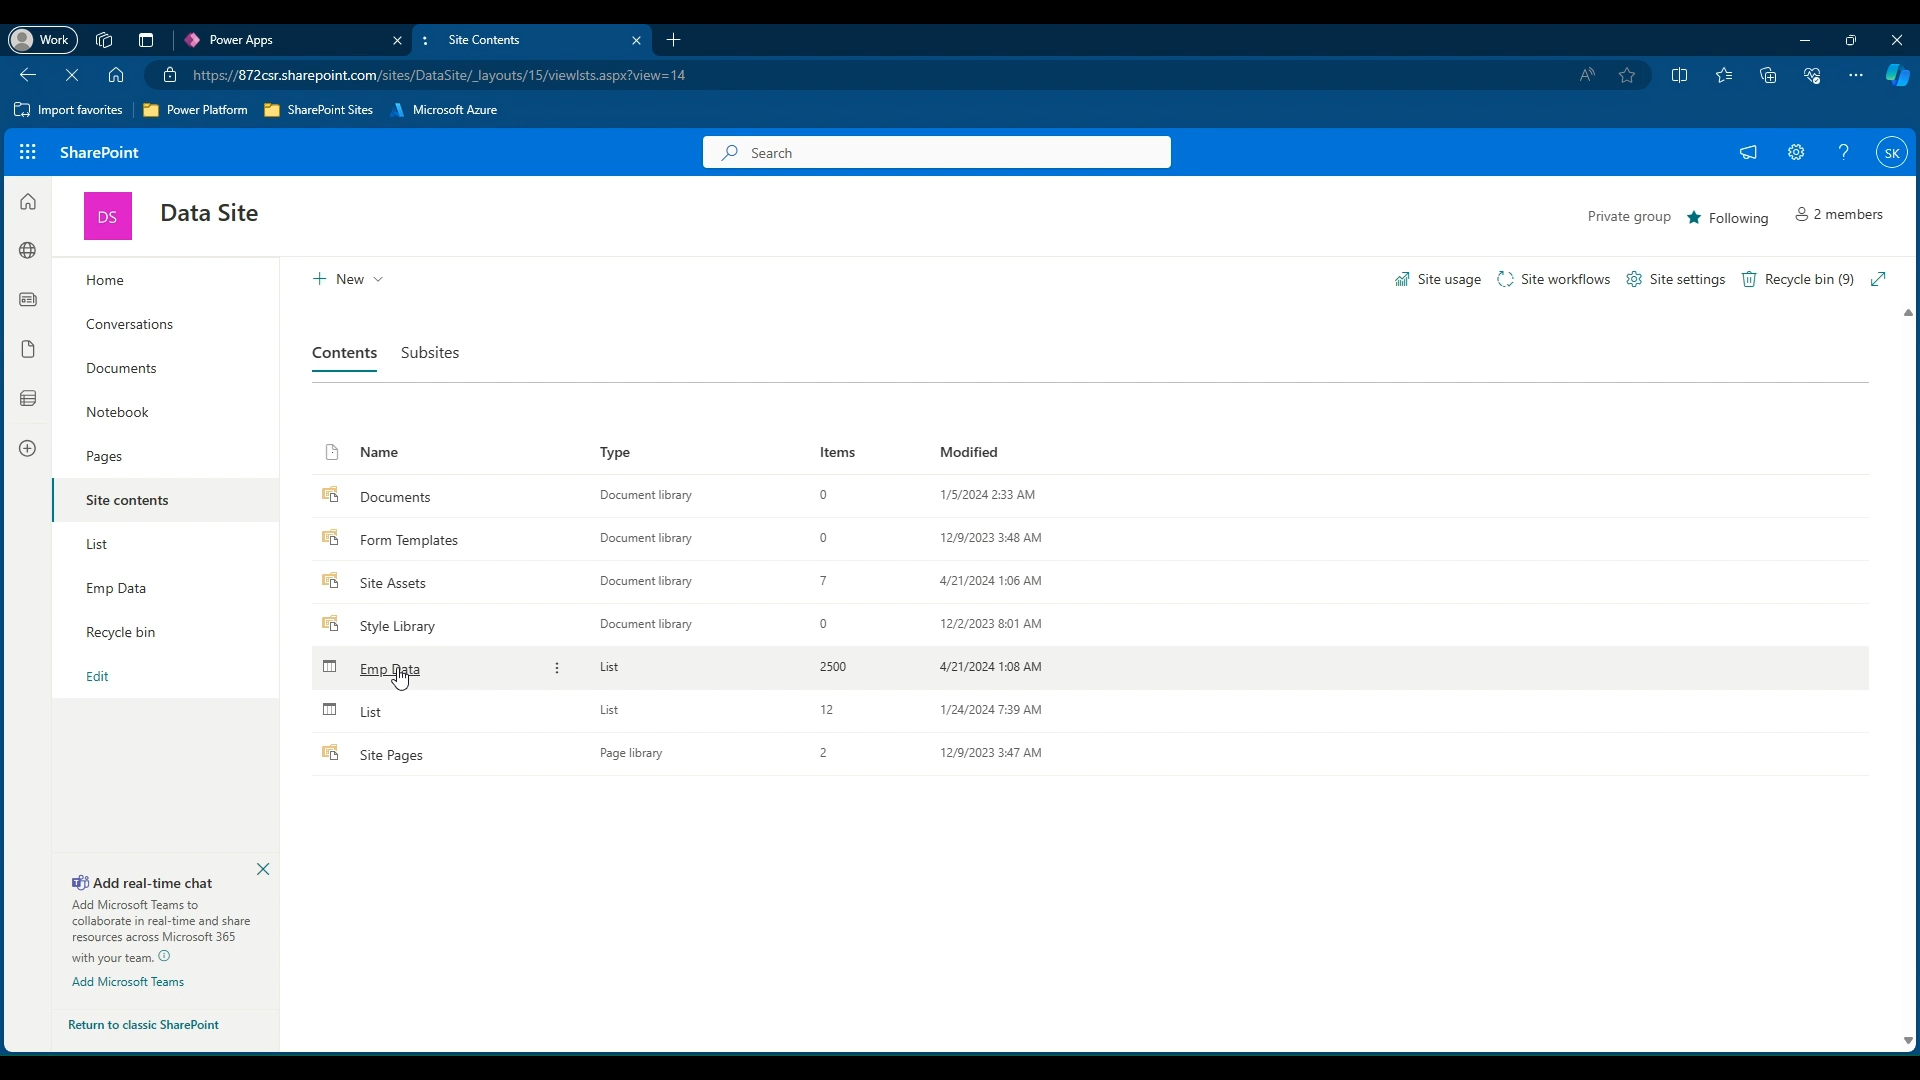 Work
Power Apps
Site Contents
https://872csr.sharepoint.com/sites/DataSite/_layouts/15/viewlsts.aspx?view=14
Import favorites
Power Platform
SharePoint Sites
Microsoft Azure
SharePoint
Search
SK
DS
Data Site
Private group
Following
2 members
Home
Conversations
Documents
Notebook
Pages
Site contents
List
Emp Data
Recycle bin
Edit
New
Site usage
Site workflows
Site settings
Recycle bin (9)
Contents
Subsites
Name Type Items Modified
Documents Document library 0 1/5/2024 2:33 AM
Form Templates Document library 0 12/9/2023 3:48 AM
Site Assets Document library 7 4/21/2024 1:06 AM
Style Library Document library 0 12/2/2023 8:01 AM
Emp Data List 2500 4/21/2024 1:08 AM
List List 12 1/24/2024 7:39 AM
Site Pages Page library 2 12/9/2023 3:47 AM
Add real-time chat
Add Microsoft Teams to
collaborate in real-time and share
resources across Microsoft 365
with your team.
Add Microsoft Teams
Return to classic SharePoint